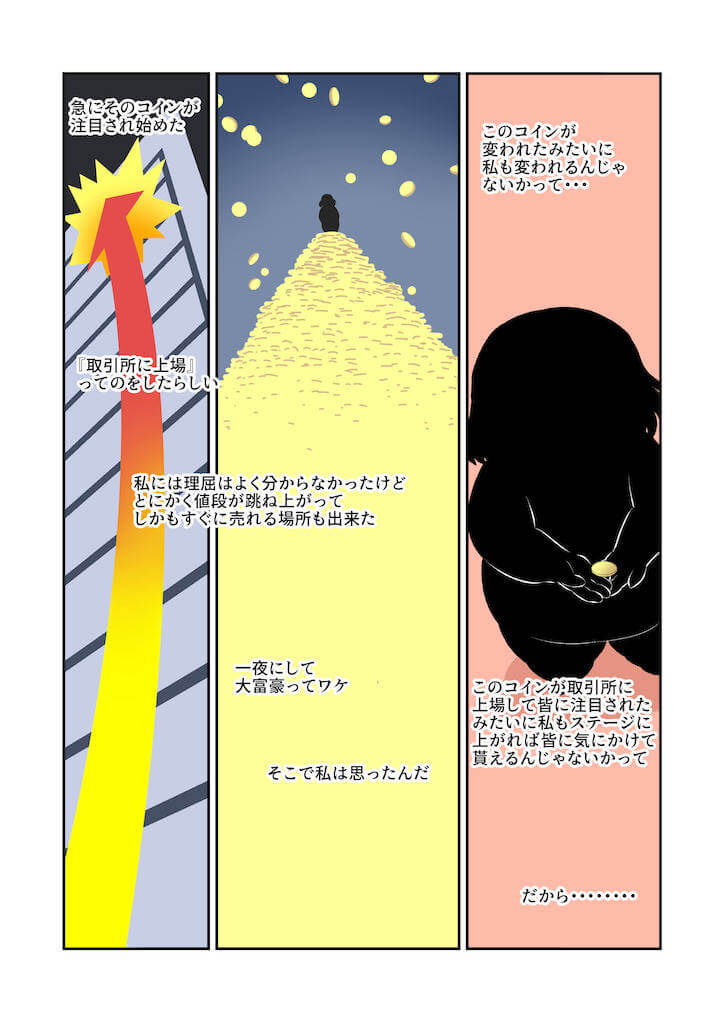 急にそのコインが
注目され始めた
『取引所に上場』
ってのをしたらしい
私には理屈はよく分からなかったけど
とにかく値段が跳ね上がって
しかもすぐに売れる場所も出来た
一夜にして
大富豪ってワケ
そこで私は思ったんだ
このコインが
変われたみたいに
私も変われるんじゃ
ないかって・・・
このコインが取引所に
上場して皆に注目された
みたいに私もステージに
上がれば皆に気にかけて
貰えるんじゃないかって
だから・・・・・・・・